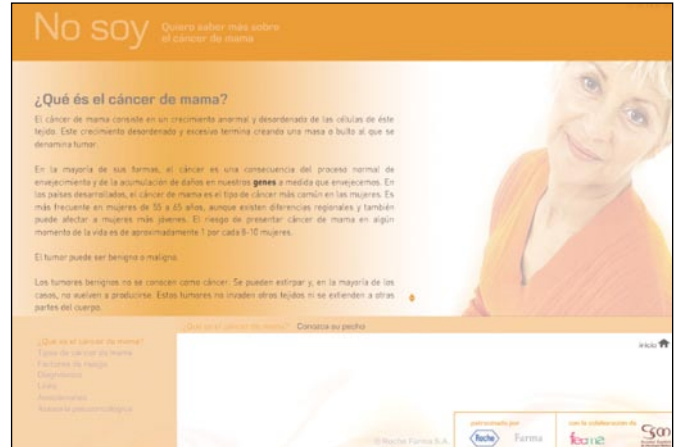 No soy
Quiero saber más sobre
el cáncer de mama
¿Qué és el cáncer de mama?
El cáncer de mama consiste en un crecimiento anormal y desordenado de las células de éste
tejido. Este crecimiento desordenado y excesivo termina creando una masa o bulto al que se
denomina tumor.
En la mayoría de sus formas, el cáncer es una consecuencia del proceso normal de
envejecimiento y de la acumulación de daños en nuestros genes a medida que envejecemos. En
los países desarrollados, el cáncer de mama es el tipo de cáncer más común en las mujeres. Es
más frecuente en mujeres de 55 a 65 años, aunque existen diferencias regionales y también
puede afectar a mujeres más jóvenes. El riesgo de presentar cáncer de mama en algún
momento de la vida es de aproximadamente 1 por cada 8-10 mujeres.
El tumor puede ser benigno o maligno.
Los tumores benignos no se conocen como cáncer. Se pueden extirpar y, en la mayoría de los
casos, no vuelven a producirse. Estos tumores no invaden otros tejidos ni se extienden a otras
partes del cuerpo.
¿Qué es el cáncer de mama? Conozca su pecho
¿Qué es el cáncer de mama?
Tipos de cáncer de mama
Factores de riesgo
Diagnóstico
Links
Asociaciones
inicio
© Roche Farma S.A.
patrocinado por
Roche Farma
con la colaboración de
fecma